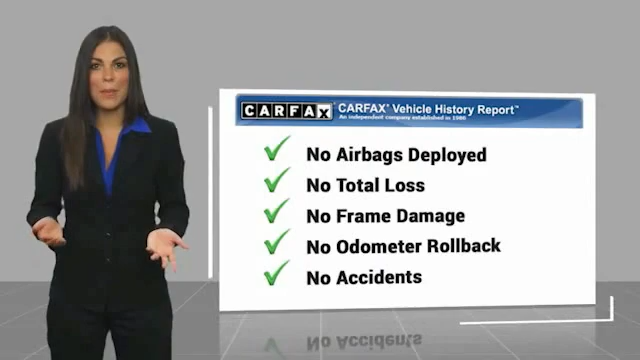 CARFAX CARFAX® Vehicle History Report™
An independent company established in 1986
No Airbags Deployed
No Total Loss
No Frame Damage
No Odometer Rollback
No Accidents
No Accidents